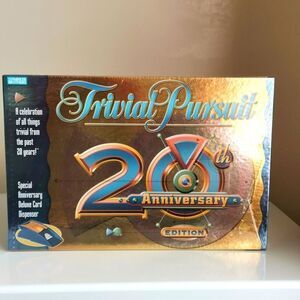 Trivial Pursuit
20th
Anniversary
EDITION
A celebration
of all things
trivial from
the past
20 years!
Special
Anniversary
Deluxe Card
Dispenser